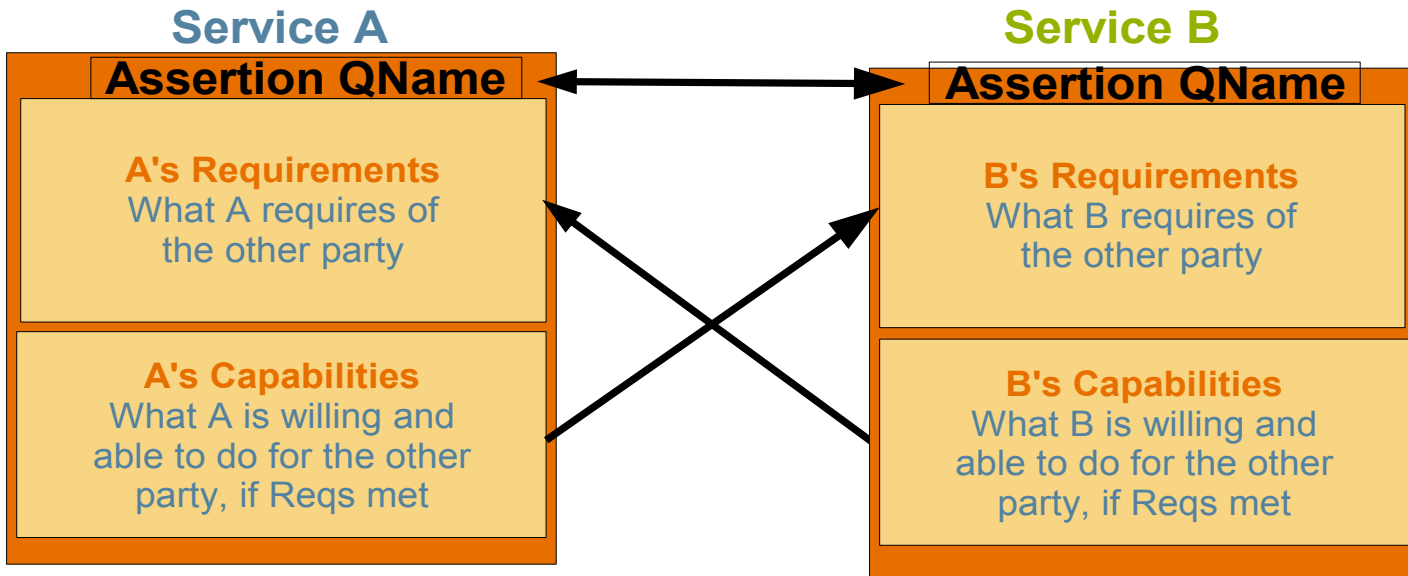 Service A
Assertion QName
A's Requirements
What A requires of
the other party
A's Capabilities
What A is willing and
able to do for the other
party, if Reqs met
Service B
Assertion QName
B's Requirements
What B requires of
the other party
B's Capabilities
What B is willing and
able to do for the other
party, if Reqs met